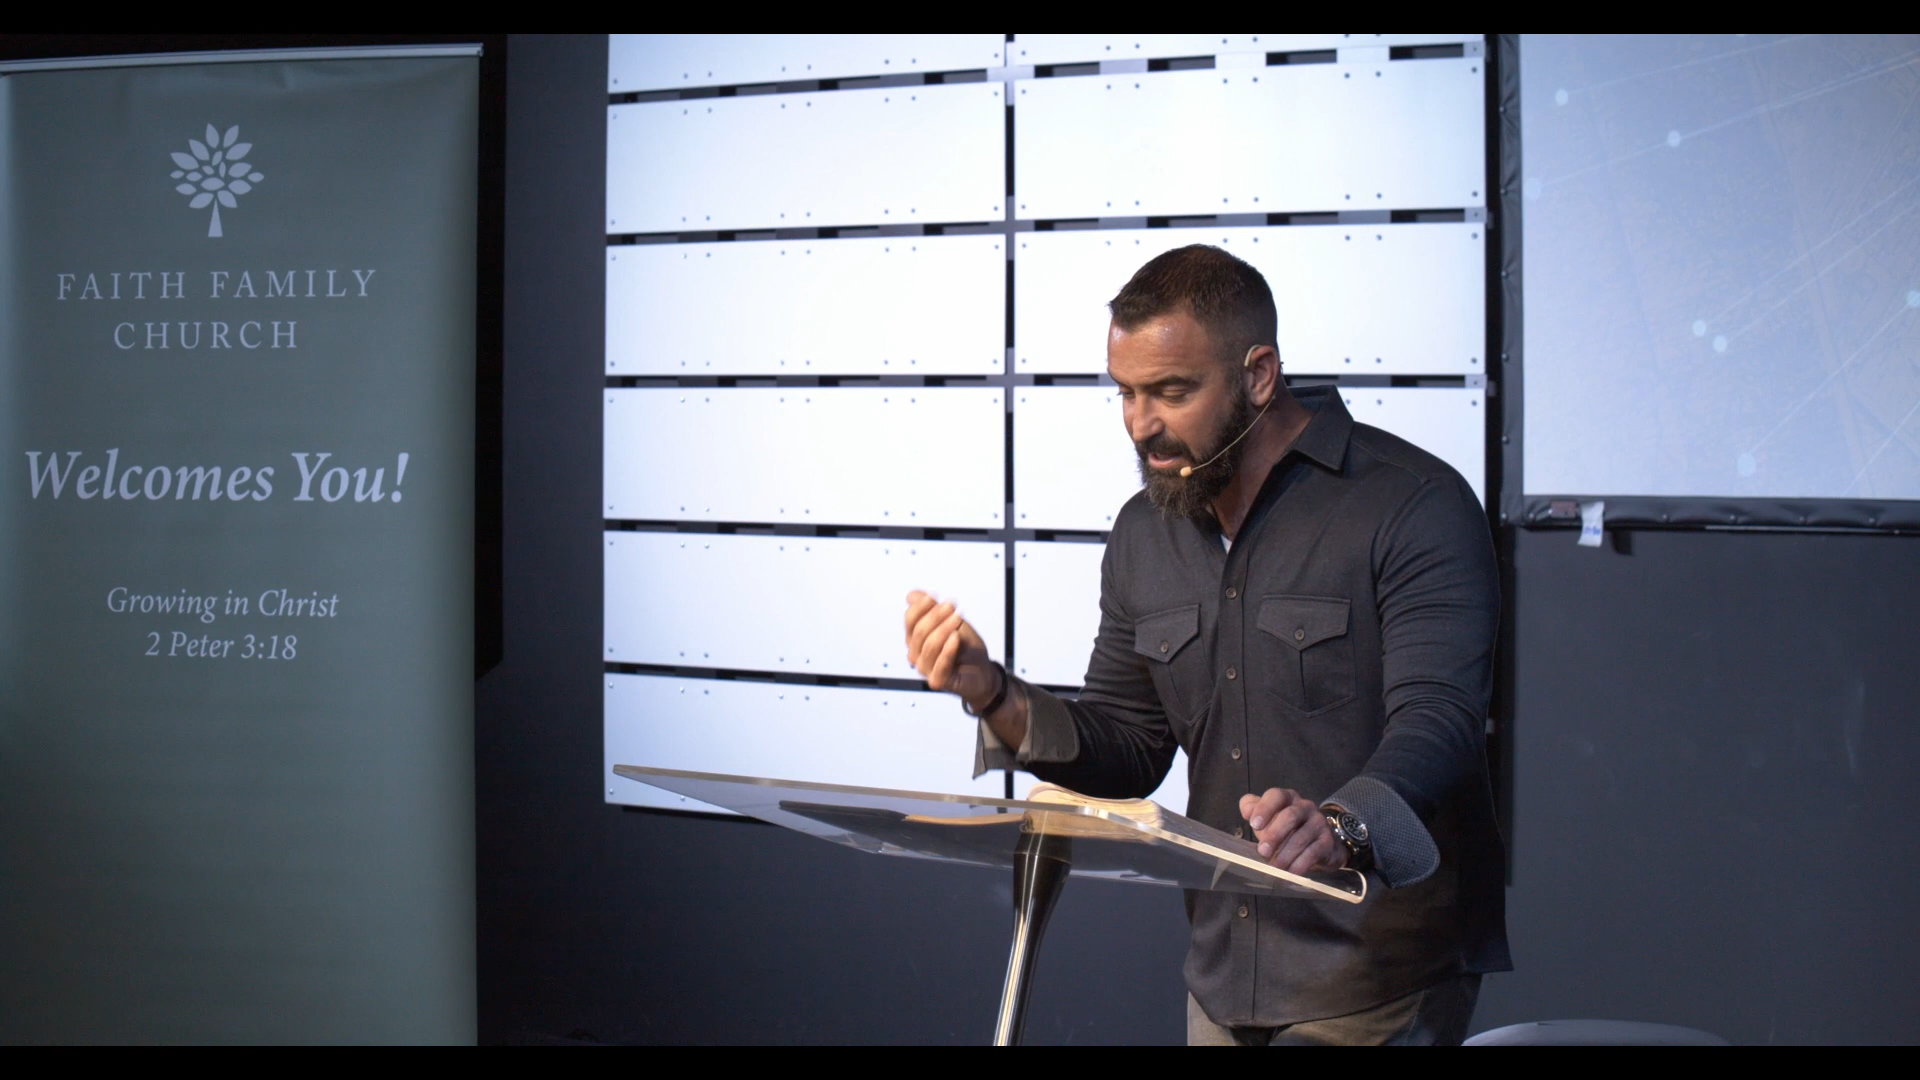 FAITH FAMILY
CHURCH
Welcomes You!
Growing in Christ
2 Peter 3:18